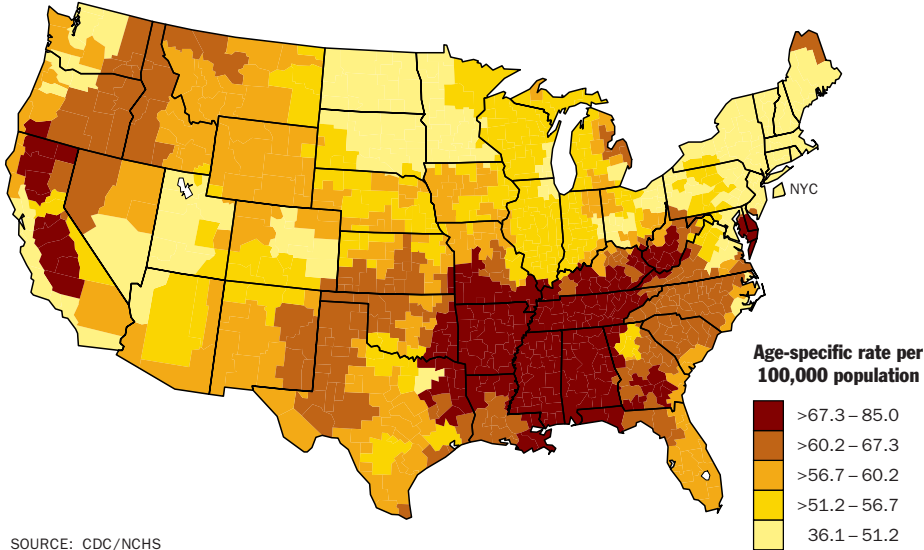 NYC
Age-specific rate per
100,000 population
>67.3 – 85.0
>60.2 – 67.3
>56.7 – 60.2
>51.2 – 56.7
36.1 – 51.2
SOURCE: CDC/NCHS